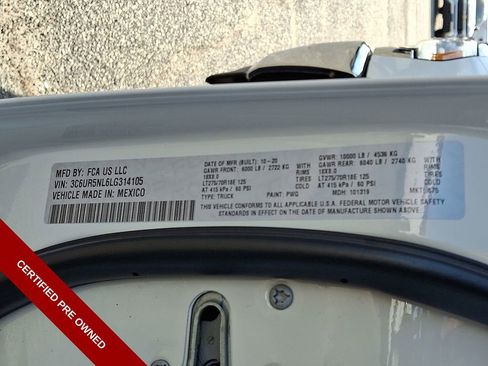 MFD BY: FCA US LLC
VIN: 3C6UR5NL6LG314105
VEHICLE MADE IN: MEXICO
DATE OF MFR (BUILT): 10-20
GAWR FRONT: 6000 LB / 2722 KG WITH
18X8.0 RIMS
LT275/70R18E 125 TIRES
AT 415 kPa / 60 PSI
TYPE: TRUCK PAINT: PW6
GVWR: 10000 LB / 4536 KG
GAWR REAR: 6040 LB / 2740 KG WITH
18X8.0 RIMS
LT275/70R18E 125 TIRES
AT 415 kPa / 60 PSI
MDH: 101319
THIS VEHICLE CONFORMS TO ALL APPLICABLE U.S.A. FEDERAL MOTOR VEHICLE SAFETY
STANDARDS IN EFFECT ON THE DATE OF MANUFACTURE SHOWN ABOVE
CERTIFIED PRE OWNED